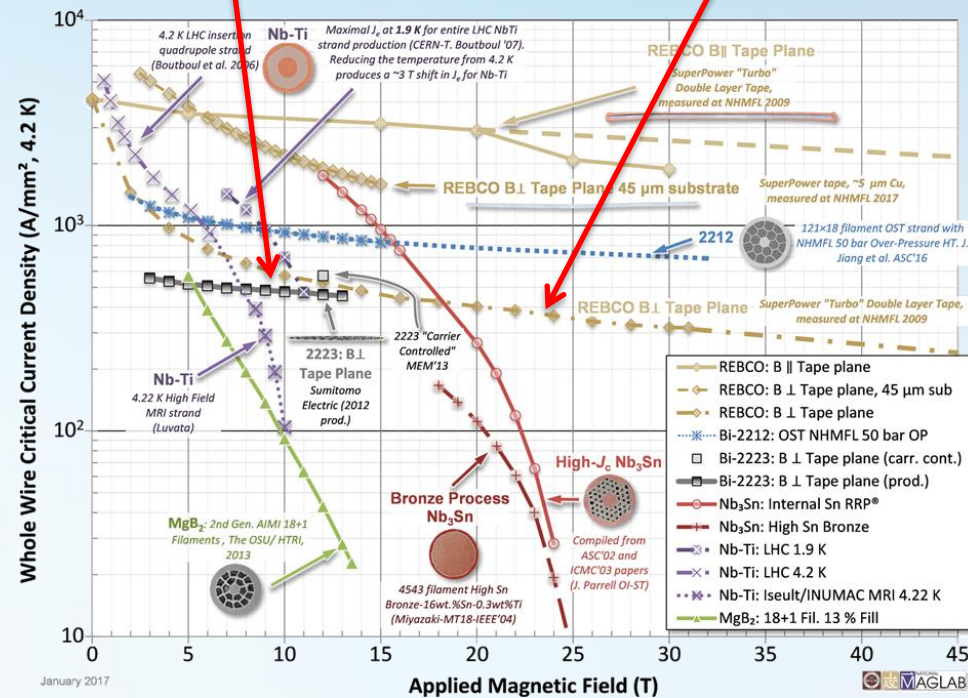 Whole Wire Critical Current Density (A/mm², 4.2 K)
10⁴
10³
10²
10
0
5
10
15
20
25
30
35
40
45
Applied Magnetic Field (T)
4.2 K LHC insertion
quadrupole strand
(Boutboul et al. 2006)
Nb-Ti
Maximal Jₑ at 1.9 K for entire LHC NbTi
strand production (CERN-T. Boutboul '07).
Reducing the temperature from 4.2 K
produces a ~3 T shift in Jₑ for Nb-Ti
REBCO B∥ Tape Plane
SuperPower "Turbo"
Double Layer Tape,
measured at NHMFL 2009
REBCO B⊥ Tape Plane 45 μm substrate
SuperPower tape, ~5 μm Cu,
measured at NHMFL 2017
2212
121×18 filament OST strand with
NHMFL 50 bar Over-Pressure HT. J.
Jiang et al. ASC'16
REBCO B⊥ Tape Plane
SuperPower "Turbo" Double Layer Tape,
measured at NHMFL 2009
2223: B⊥
Tape Plane
Sumitomo
Electric (2012
prod.)
2223 "Carrier
Controlled"
MEM'13
Nb-Ti
4.22 K High Field
MRI strand
(Luvata)
MgB₂: 2nd Gen. AIMI 18+1
Filaments , The OSU/ HTRI,
2013
Bronze Process
Nb₃Sn
4543 filament High Sn
Bronze-16wt.%Sn-0.3wt%Ti
(Miyazaki-MT18-IEEE'04)
High-Jc Nb₃Sn
Compiled from
ASC'02 and
ICMC'03 papers
(J. Parrell OI-ST)
REBCO: B ∥ Tape plane
REBCO: B ⊥ Tape plane, 45 μm sub
REBCO: B ⊥ Tape plane
Bi-2212: OST NHMFL 50 bar OP
Bi-2223: B ⊥ Tape plane (carr. cont.)
Bi-2223: B ⊥ Tape plane (prod.)
Nb₃Sn: Internal Sn RRP®
Nb₃Sn: High Sn Bronze
Nb-Ti: LHC 1.9 K
Nb-Ti: LHC 4.2 K
Nb-Ti: Iseult/INUMAC MRI 4.22 K
MgB₂: 18+1 Fil. 13 % Fill
January 2017
MAGLAB